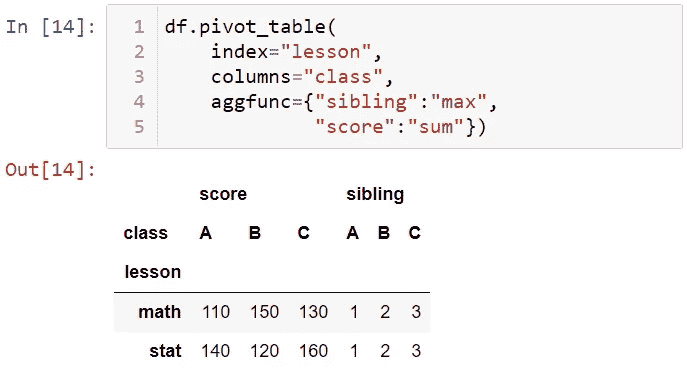 In [14]:
1 df.pivot_table(
2     index="lesson",
3     columns="class",
4     aggfunc={"sibling":"max",
5              "score":"sum"})
Out[14]:
score sibling
class A B C A B C
lesson
math 110 150 130 1 2 3
stat 140 120 160 1 2 3